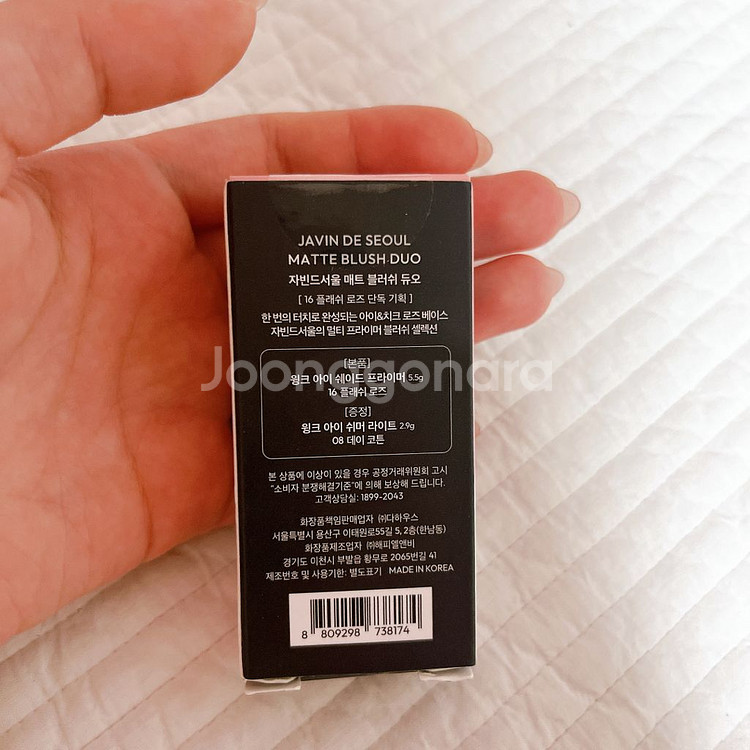 JAVIN DE SEOUL
MATTE BLUSH DUO
자빈드서울 매트 블러쉬 듀오
[ 16 플래쉬 로즈 단독 기획 ]
한 번의 터치로 완성되는 아이&치크 로즈 베이스
자빈드서울의 멀티 프라이머 블러쉬 셀렉션
[본품]
윙크 아이 쉐이드 프라이머 5.5g
16 플래쉬 로즈
[증정]
윙크 아이 쉬머 라이트 2.9g
08 데이 코튼
Joonggonara
본 상품에 이상이 있을 경우 공정거래위원회 고시
"소비자 분쟁해결기준"에 의해 보상해 드립니다.
고객상담실: 1899-2043
화장품책임판매업자 ㈜다하우스
서울특별시 용산구 이태원로55길 5, 2층(한남동)
화장품제조업자 ㈜해피엘앤비
경기도 이천시 부발읍 황무로 2065번길 41
제조번호 및 사용기한: 별도표기 MADE IN KOREA
8 809298 738174